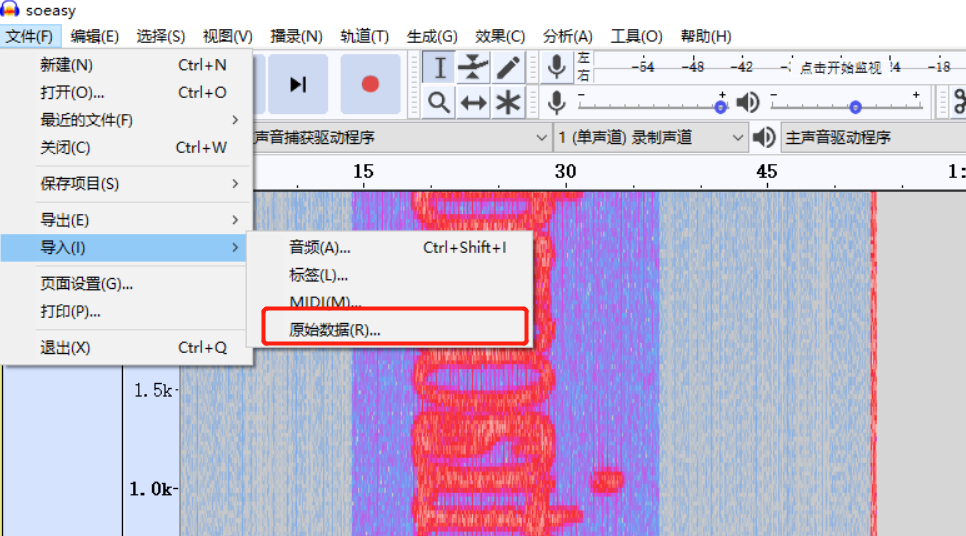 soeasy
文件(F) 编辑(E) 选择(S) 视图(V) 播录(N) 轨道(T) 生成(G) 效果(C) 分析(A) 工具(O) 帮助(H)
新建(N) Ctrl+N
打开(O)... Ctrl+O
最近的文件(F)
关闭(C) Ctrl+W
保存项目(S)
导出(E)
导入(I)
页面设置(G)...
打印(P)...
退出(X) Ctrl+Q
音频(A)... Ctrl+Shift+I
标签(L)...
MIDI(M)...
原始数据(R)...
左
右
-54 -48 -42 点击开始监视 -18
声音捕获驱动程序 1 (单声道) 录制声道 主声音驱动程序
15 30 45 1:
1.5k
1.0k